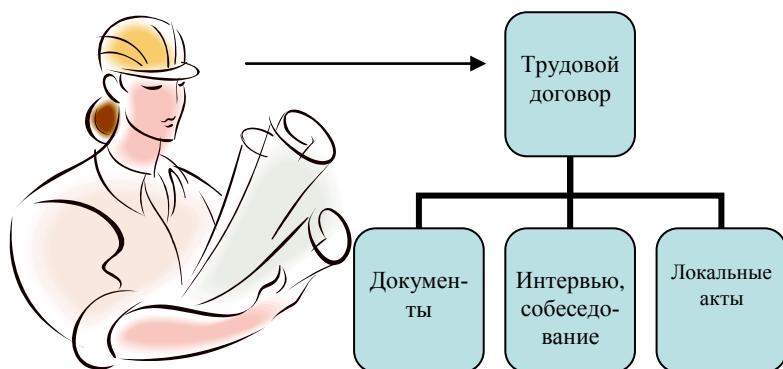 Трудовой
договор
Докумен-
ты
Интервью,
собеседо-
вание
Локальные
акты